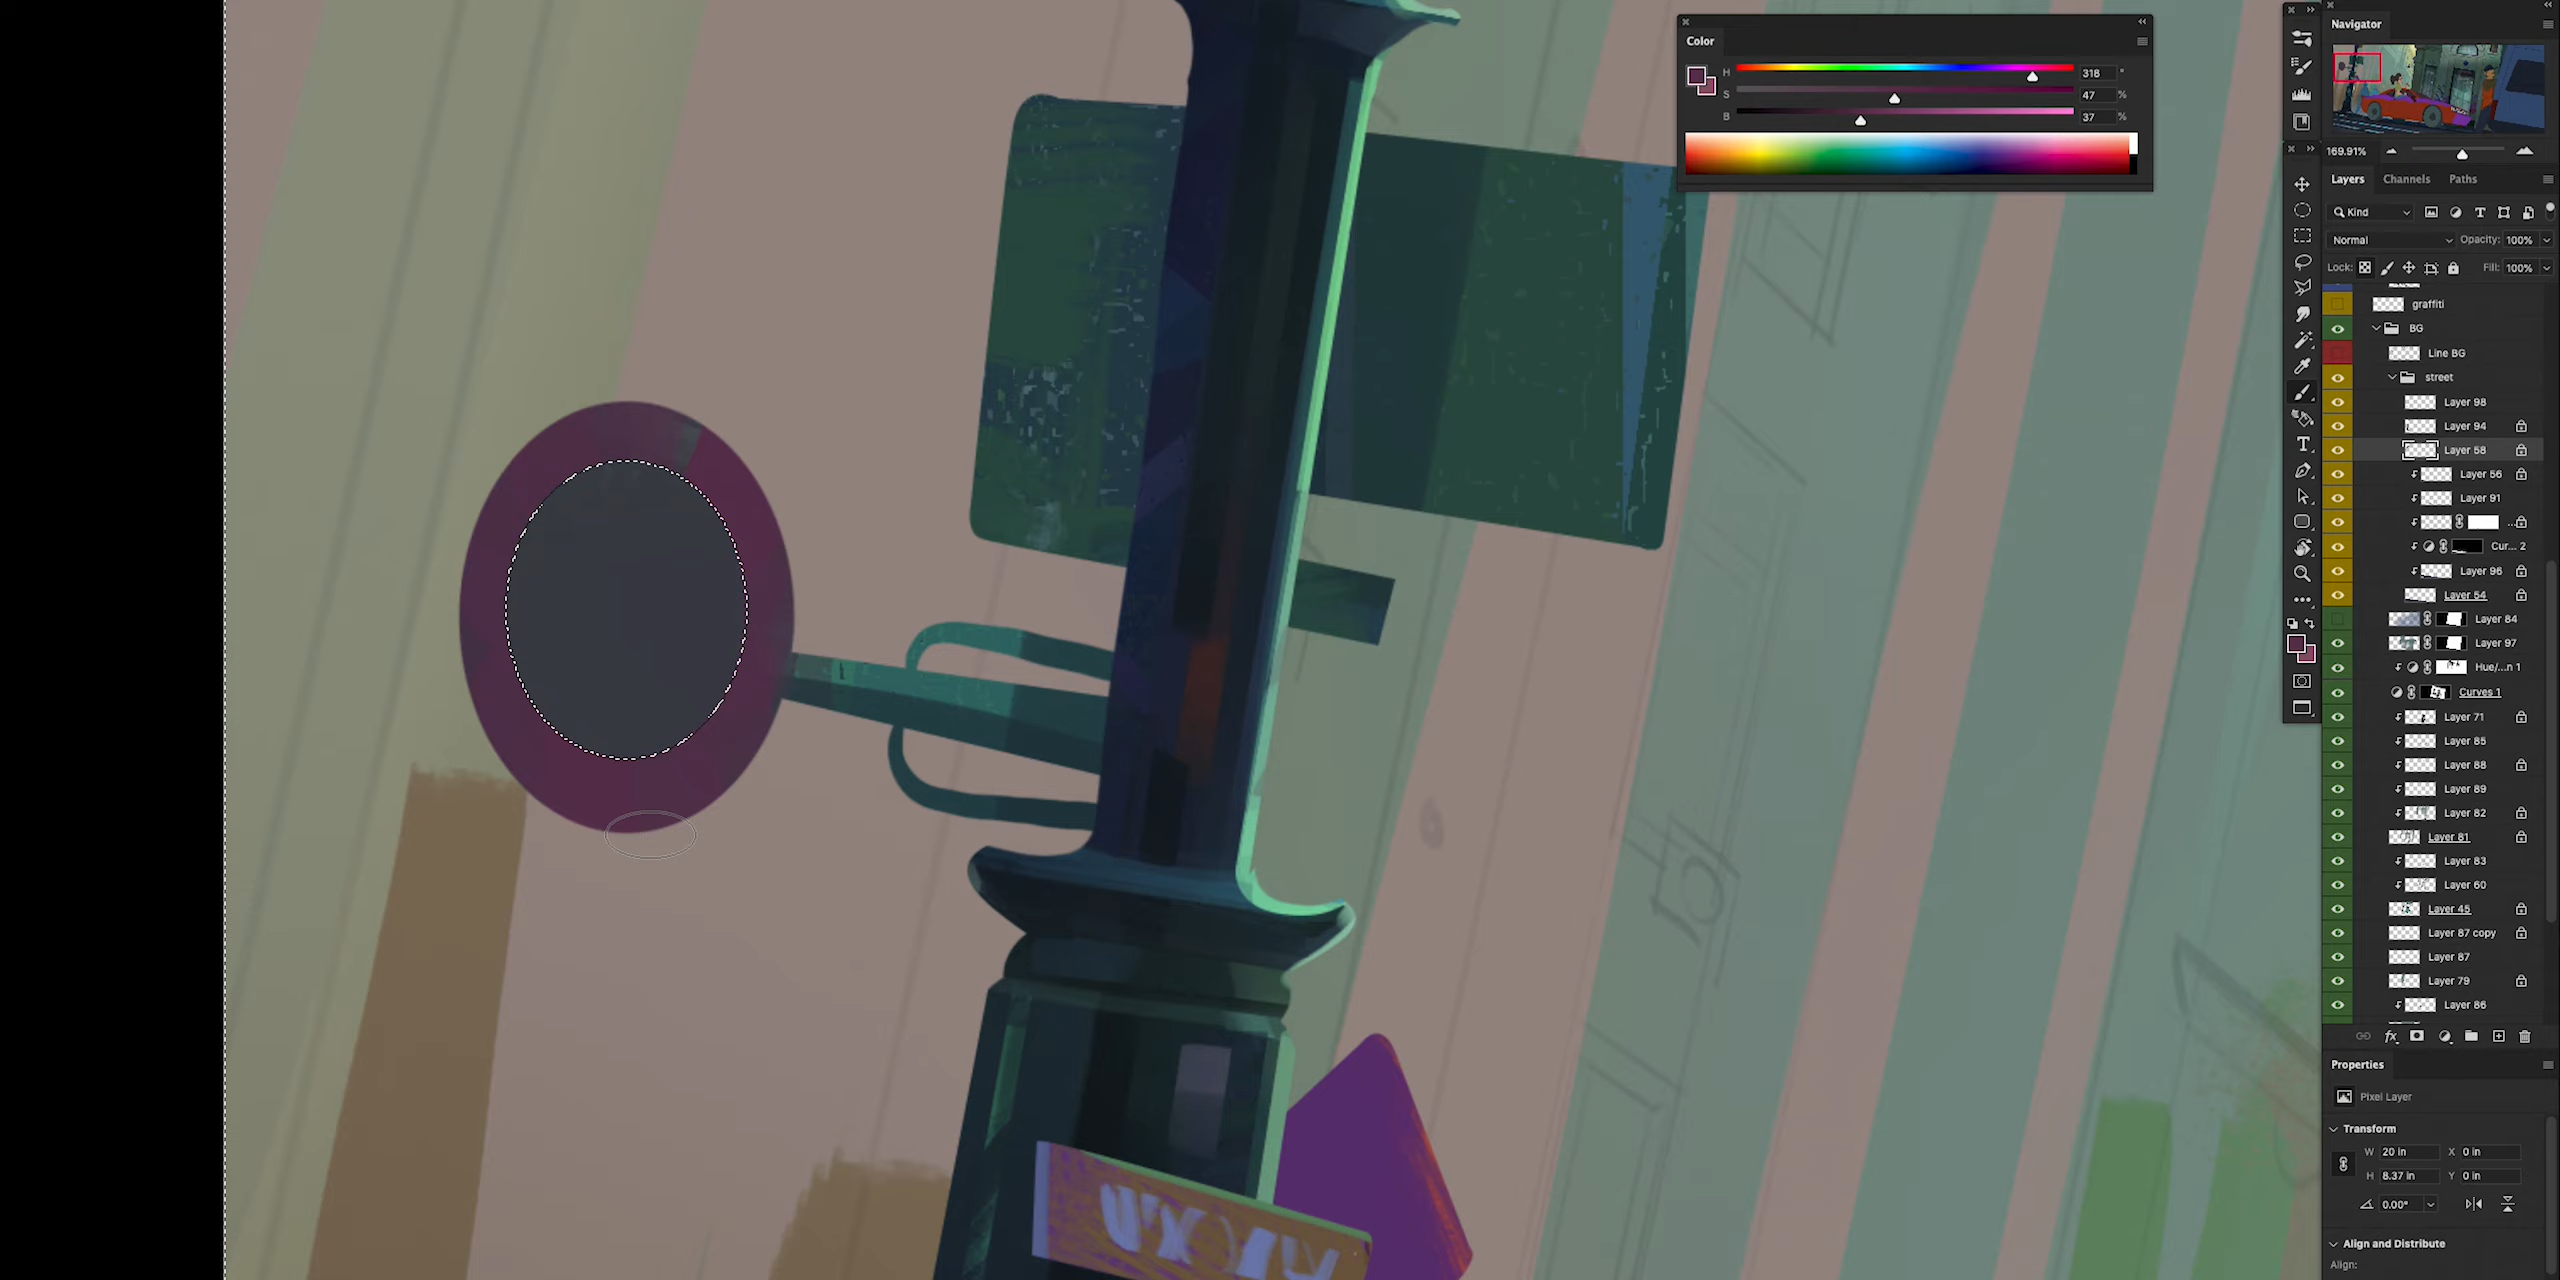 Navigator
Color
H 318 °
S 47 %
B 37 %
169.91%
Layers Channels Paths
Kind
Normal Opacity: 100%
Lock: Fill: 100%
graffiti
BG
Line BG
street
Layer 98
Layer 94
Layer 58
Layer 56
Layer 91
...
Cur... 2
Layer 96
Layer 54
Layer 84
Layer 97
Hue/...n 1
Curves 1
Layer 71
Layer 85
Layer 88
Layer 89
Layer 82
Layer 81
Layer 83
Layer 60
Layer 45
Layer 87 copy
Layer 87
Layer 79
Layer 86
fx
Properties
Pixel Layer
Transform
W 20 in X 0 in
H 8.37 in Y 0 in
0.00°
Align and Distribute
Align: